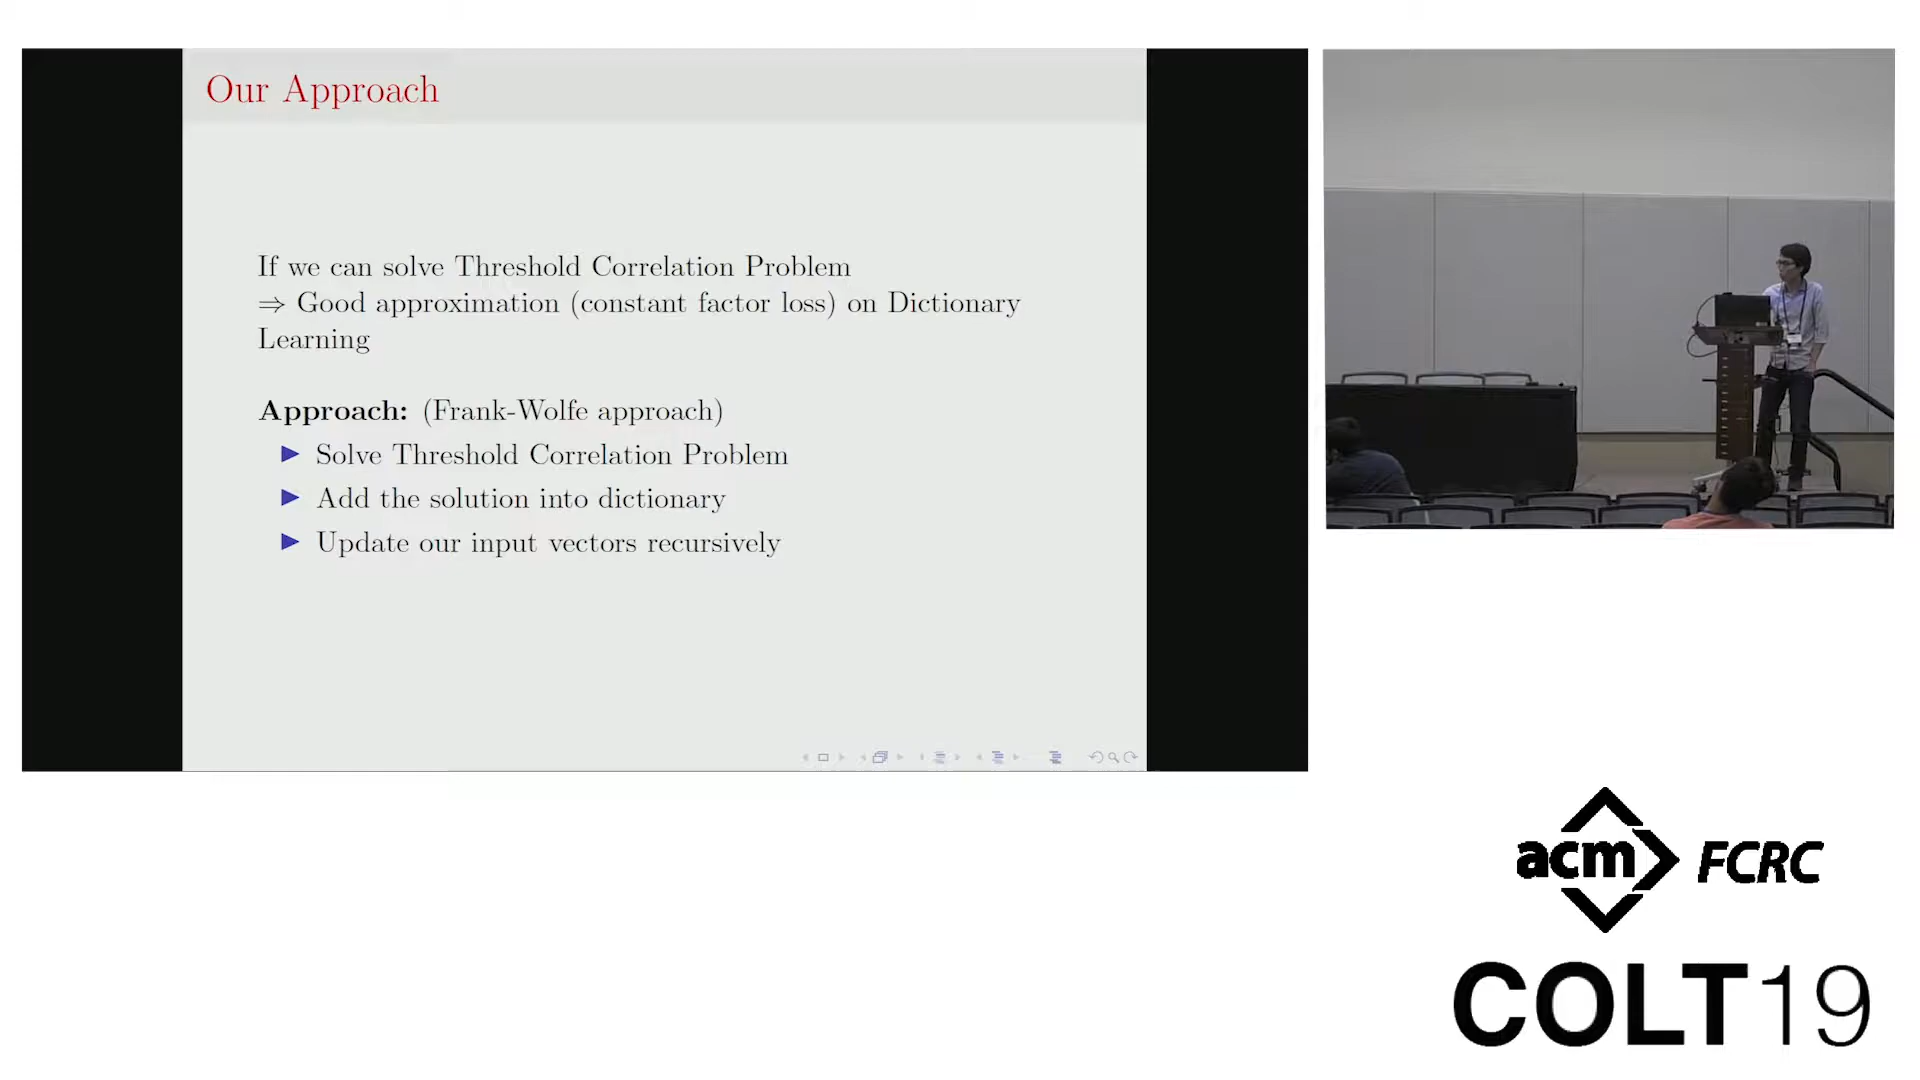 Our Approach
If we can solve Threshold Correlation Problem
⇒ Good approximation (constant factor loss) on Dictionary
Learning
Approach: (Frank-Wolfe approach)
Solve Threshold Correlation Problem
Add the solution into dictionary
Update our input vectors recursively
acm FCRC
COLT19